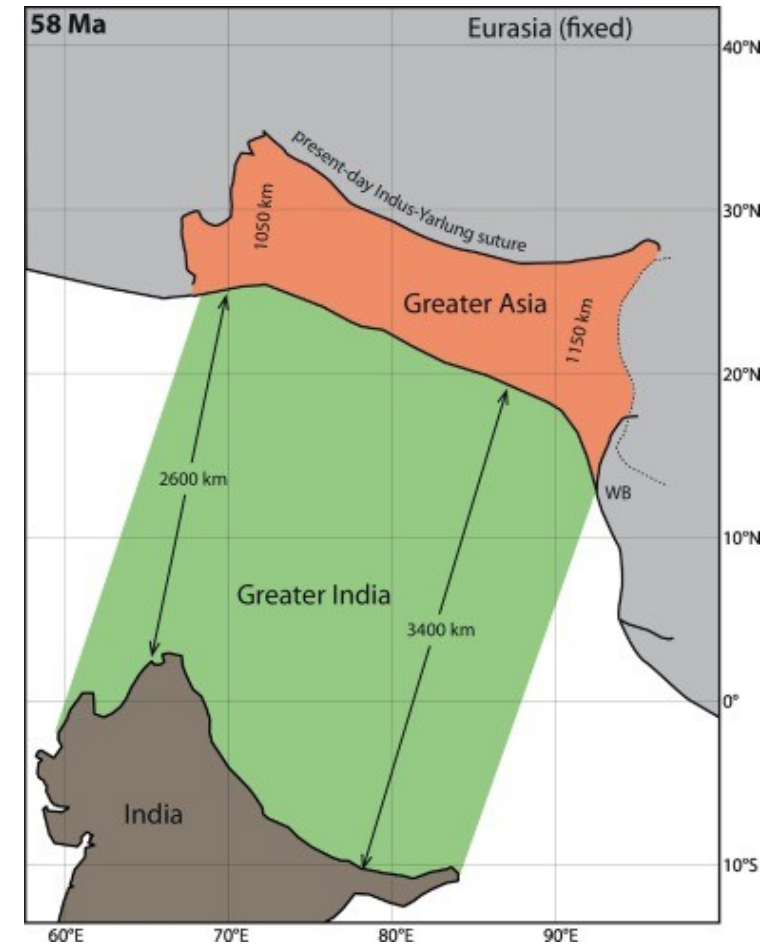 58 Ma
Eurasia (fixed)
40°N
present-day Indus-Yarlung suture
30°N
1050 km
Greater Asia
1150 km
20°N
2600 km
WB
10°N
Greater India
3400 km
0°
India
10°S
60°E
70°E
80°E
90°E